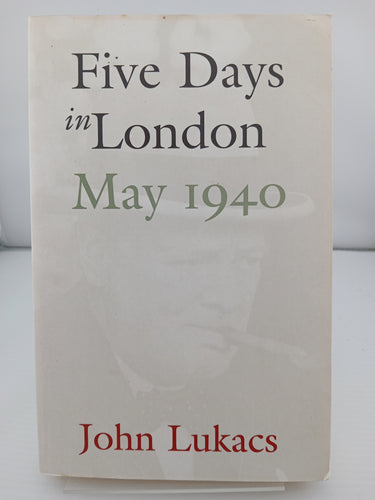 Five Days
in London
May 1940
John Lukacs